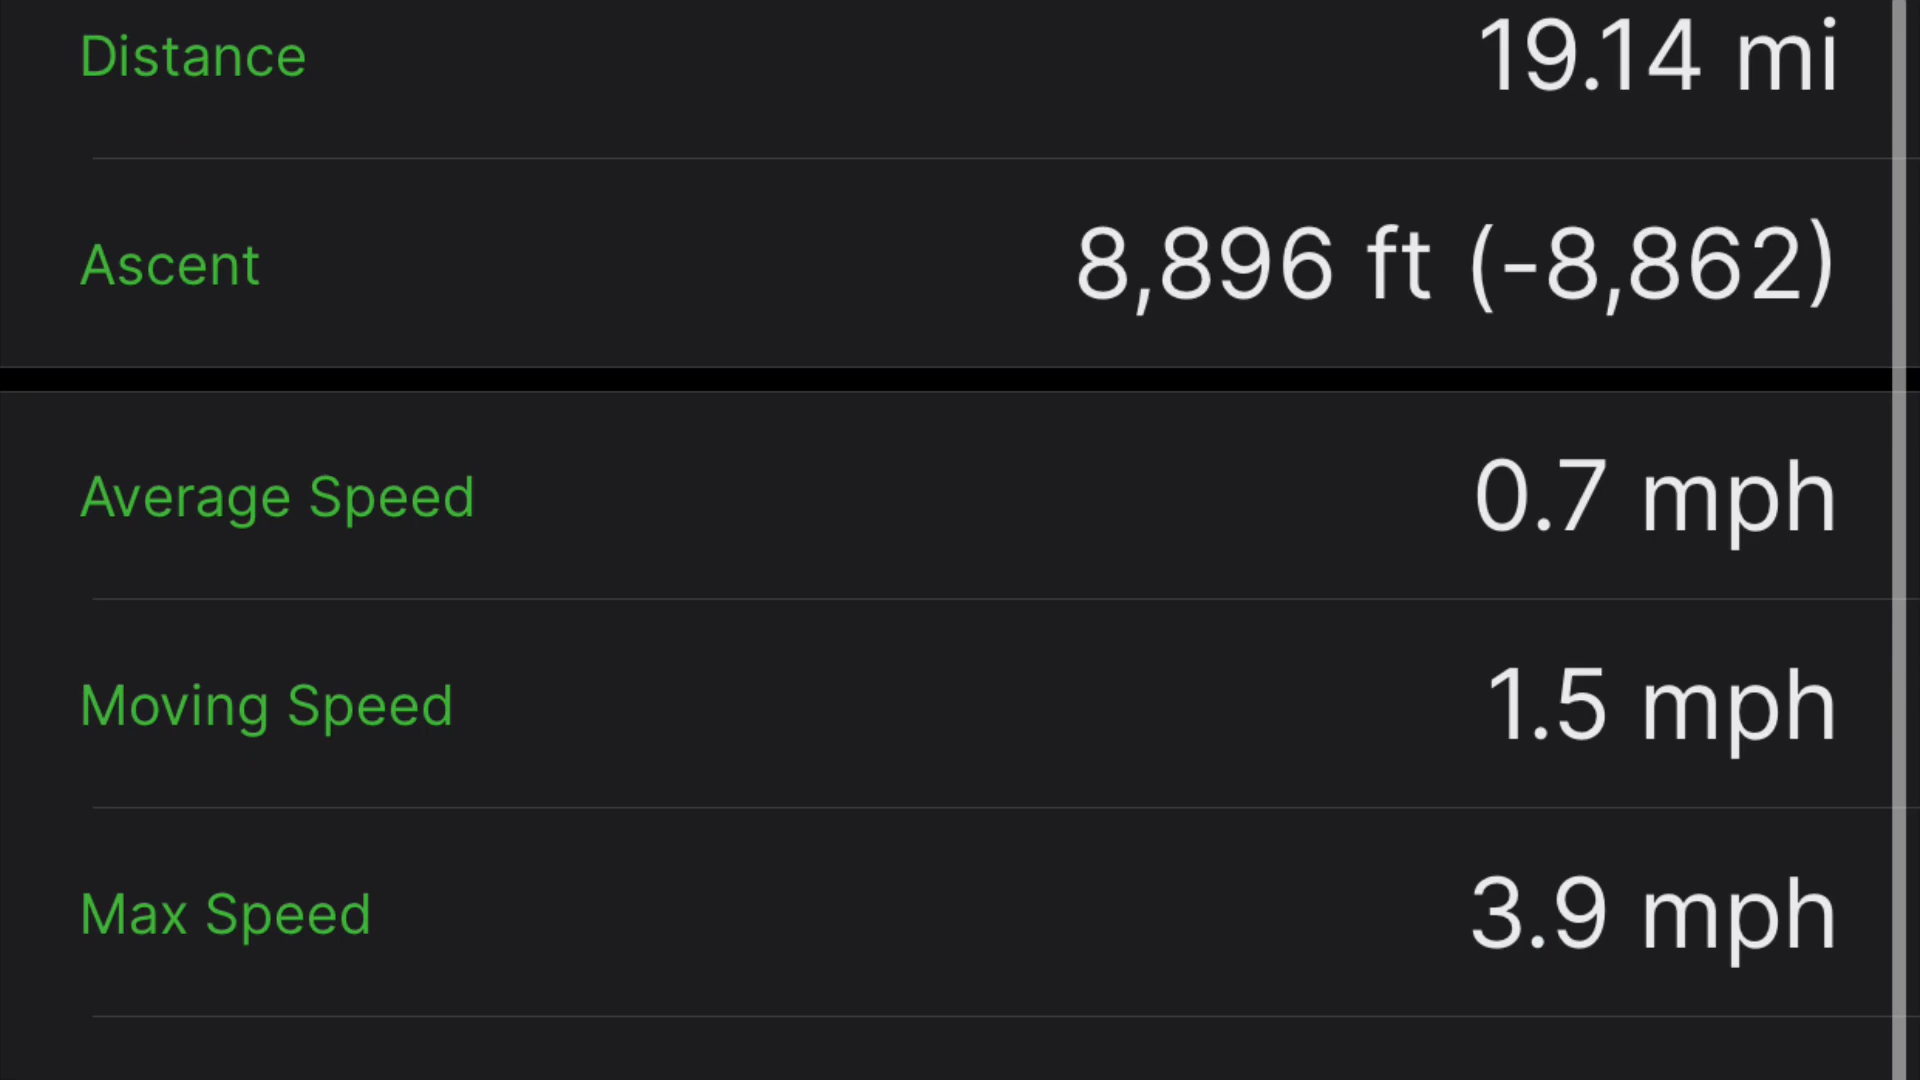 Distance 19.14 mi
Ascent 8,896 ft (-8,862)
Average Speed 0.7 mph
Moving Speed 1.5 mph
Max Speed 3.9 mph